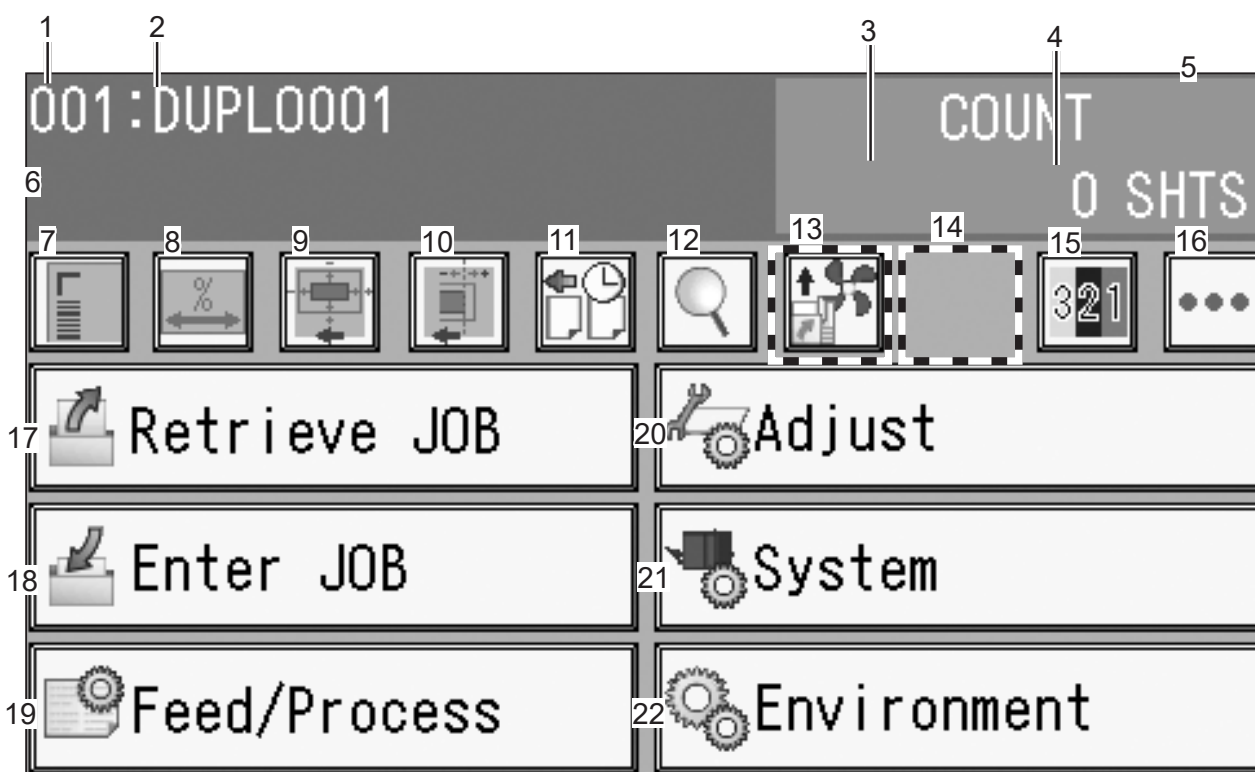 1 2 3 4 5
001:DUPLO001 COUNT
6 0 SHTS
7 8 9 10 11 12 13 14 15 16
% 321
17 Retrieve JOB 20 Adjust
18 Enter JOB 21 System
19 Feed/Process 22 Environment